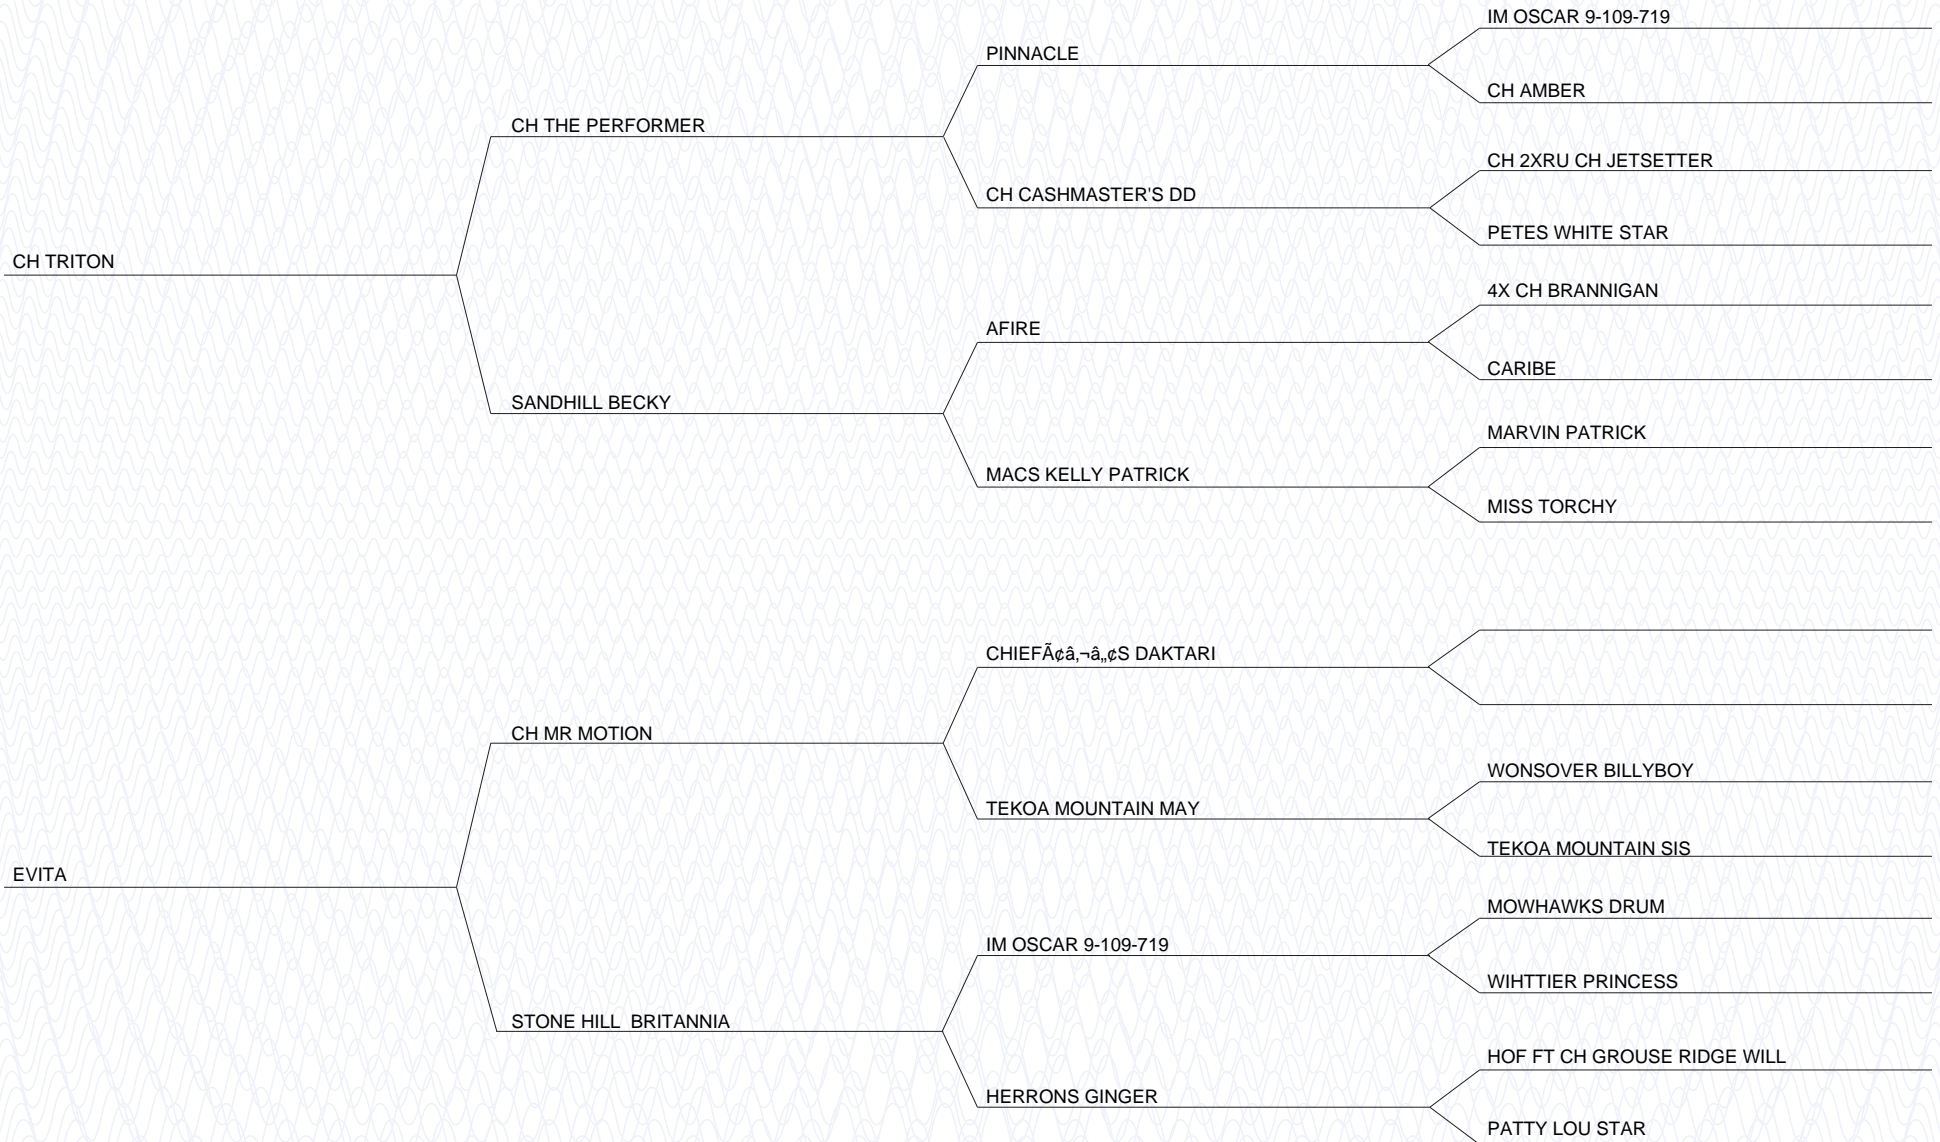 IM OSCAR 9-109-719
PINNACLE
CH AMBER
CH THE PERFORMER
CH 2XRU CH JETSETTER
CH CASHMASTER'S DD
PETES WHITE STAR
CH TRITON
4X CH BRANNIGAN
AFIRE
CARIBE
SANDHILL BECKY
MARVIN PATRICK
MACS KELLY PATRICK
MISS TORCHY
CHIEFÃ¢â‚¬â„¢S DAKTARI
CH MR MOTION
WONSOVER BILLYBOY
TEKOA MOUNTAIN MAY
TEKOA MOUNTAIN SIS
EVITA
MOWHAWKS DRUM
IM OSCAR 9-109-719
WIHTTIER PRINCESS
STONE HILL  BRITANNIA
HOF FT CH GROUSE RIDGE WILL
HERRONS GINGER
PATTY LOU STAR